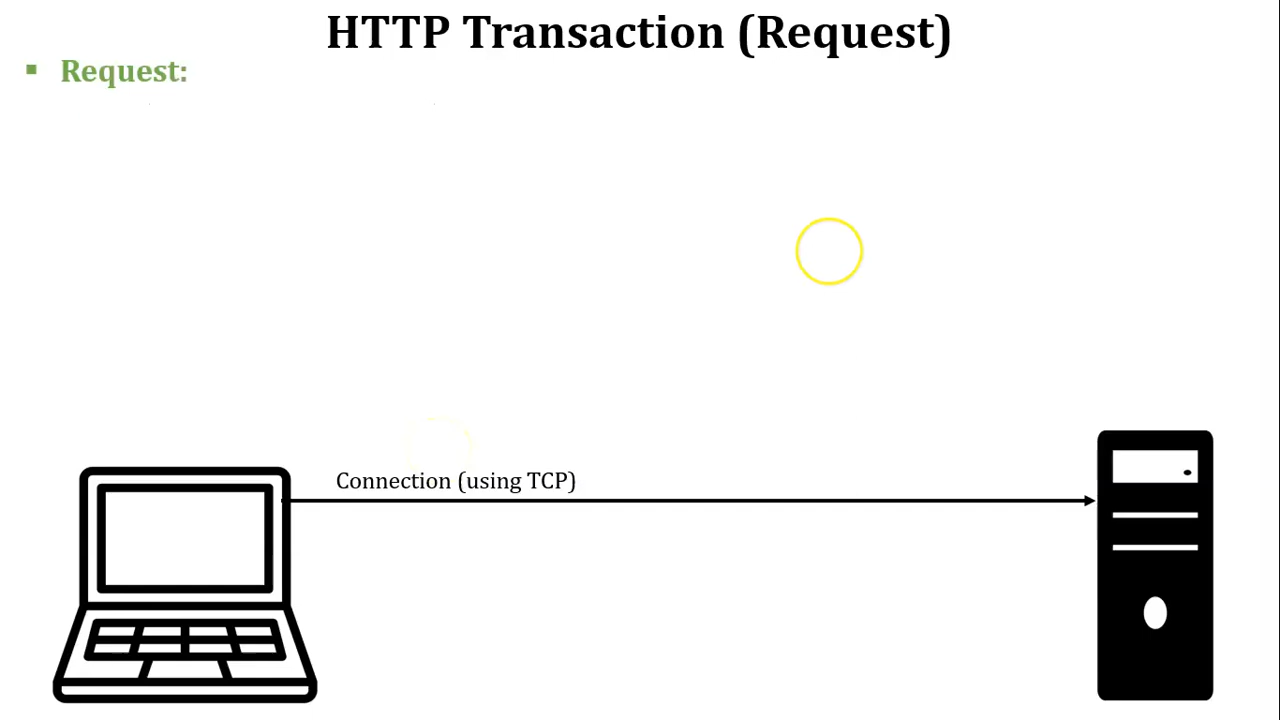 HTTP Transaction (Request)
▪ Request:
Connection (using TCP)